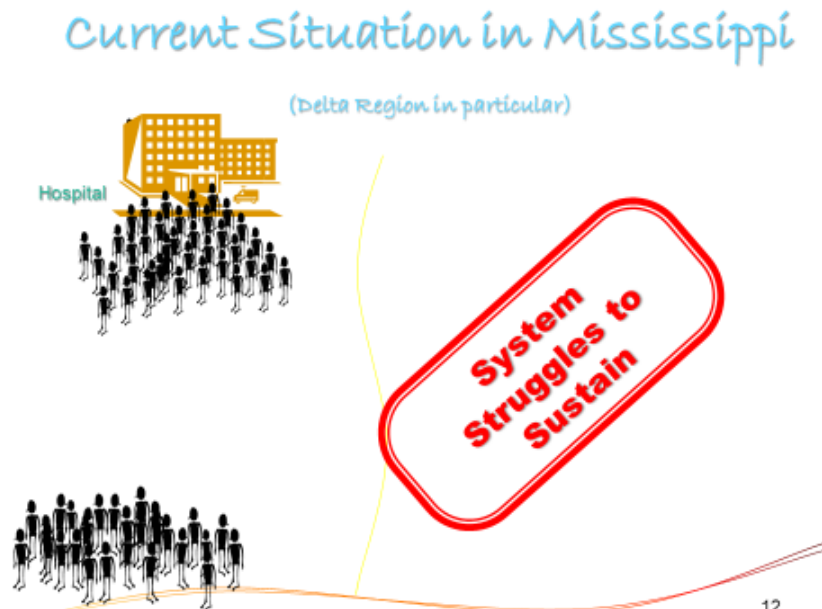 Current Situation in Mississippi
(Delta Region in particular)
Hospital
System
Struggles to
Sustain
12